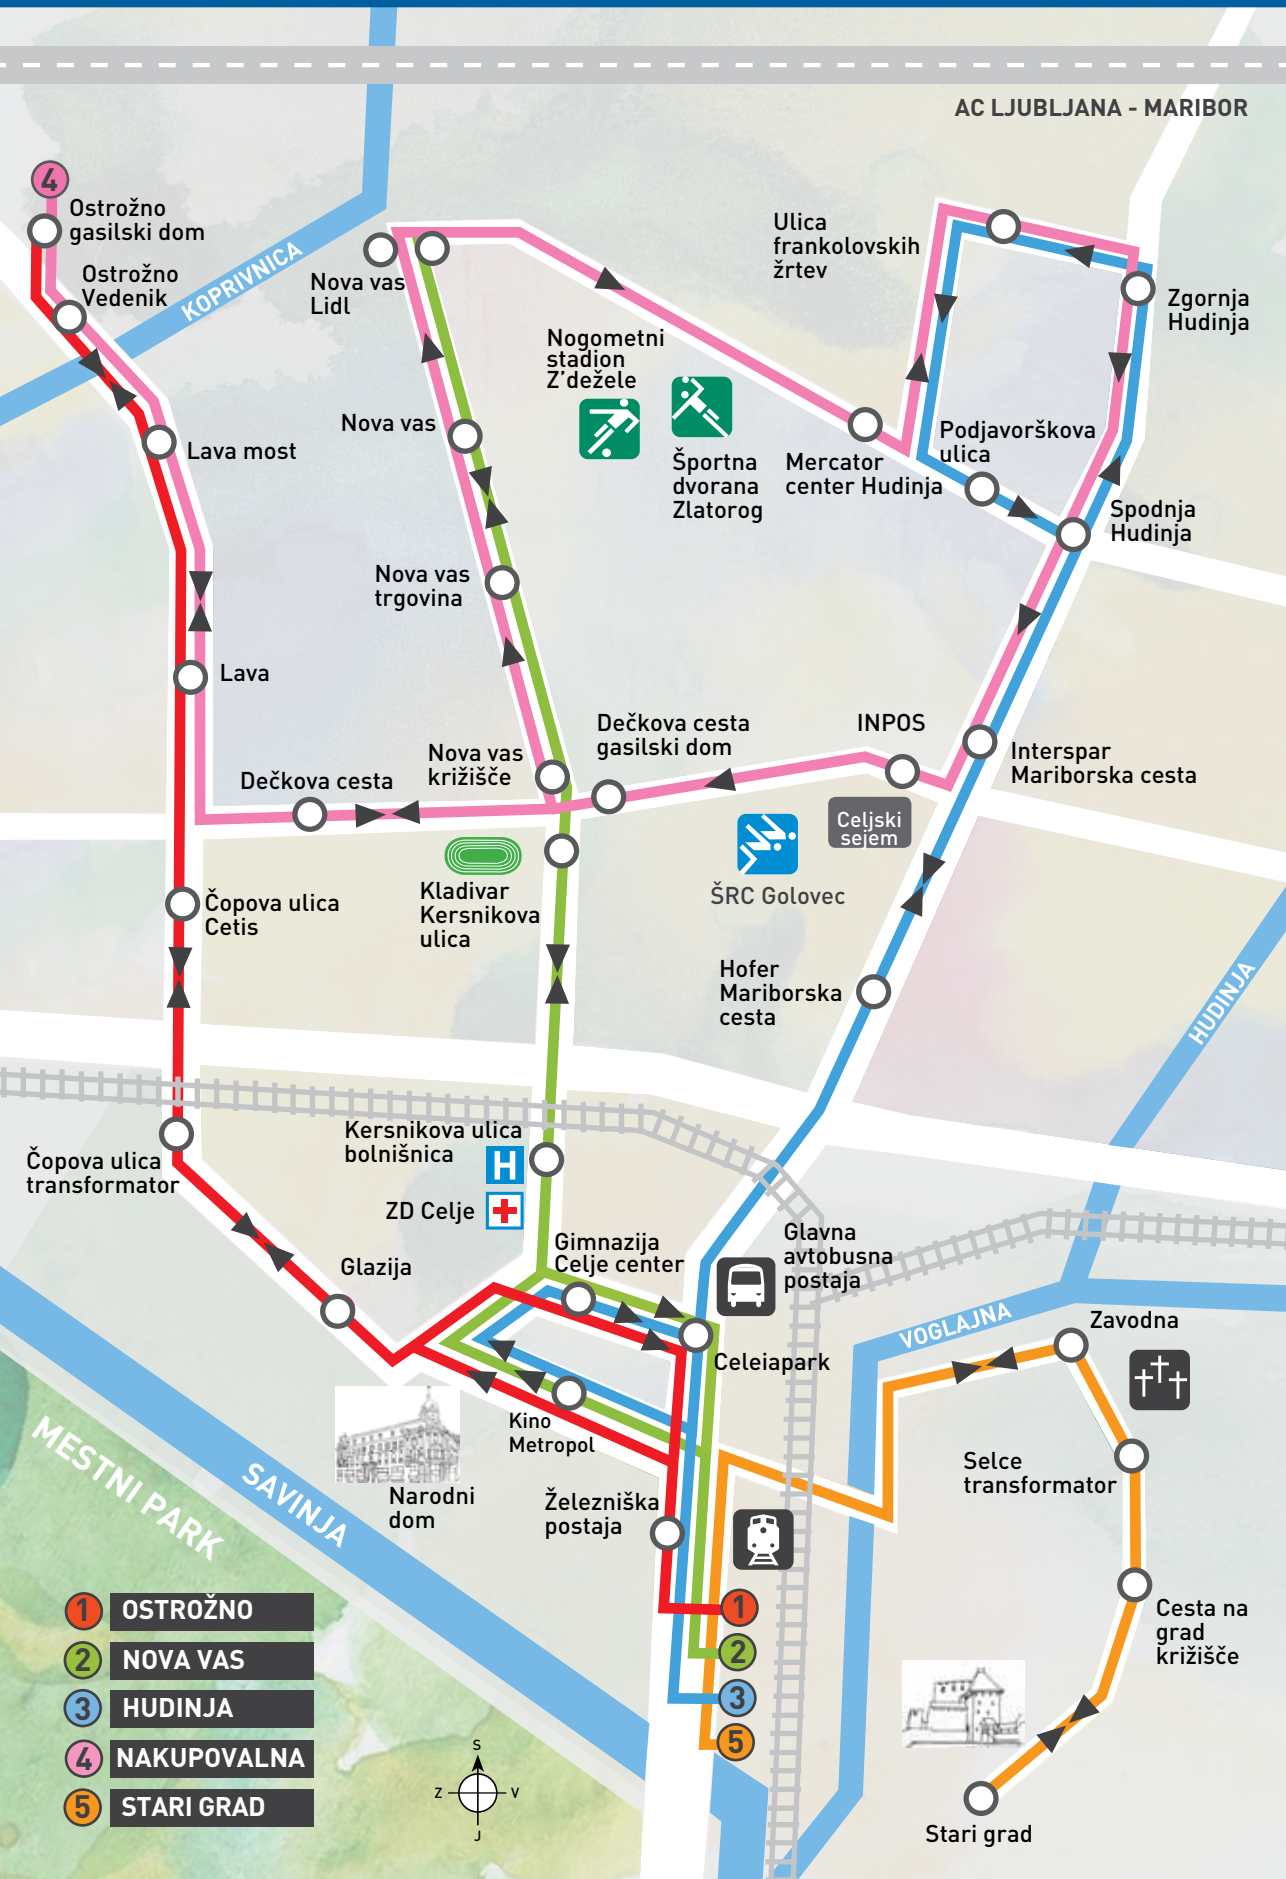 AC LJUBLJANA - MARIBOR
4
Ostrožno
gasilski dom
Ostrožno
Vedenik
KOPRIVNICA
Nova vas
Lidl
Ulica
frankolovskih
žrtev
Zgornja
Hudinja
Nogometni
stadion
Z'dežele
Nova vas
Lava most
Športna
dvorana
Zlatorog
Mercator
center Hudinja
Podjavorškova
ulica
Spodnja
Hudinja
Nova vas
trgovina
Lava
Dečkova cesta
gasilski dom
INPOS
Nova vas
križišče
Interspar
Mariborska cesta
Dečkova cesta
Celjski
sejem
Kladivar
Kersnikova
ulica
ŠRC Golovec
Čopova ulica
Cetis
Hofer
Mariborska
cesta
HUDINJA
Kersnikova ulica
bolnišnica
H
Čopova ulica
transformator
ZD Celje
Glazija
Gimnazija
Celje center
Glavna
avtobusna
postaja
VOGLAJNA
Zavodna
Celeiapark
Kino
Metropol
MESTNI PARK
SAVINJA
Narodni
dom
Železniška
postaja
Selce
transformator
Cesta na
grad
križišče
1
2
3
5
1 OSTROŽNO
2 NOVA VAS
3 HUDINJA
4 NAKUPOVALNA
5 STARI GRAD
S
Z V
J
Stari grad